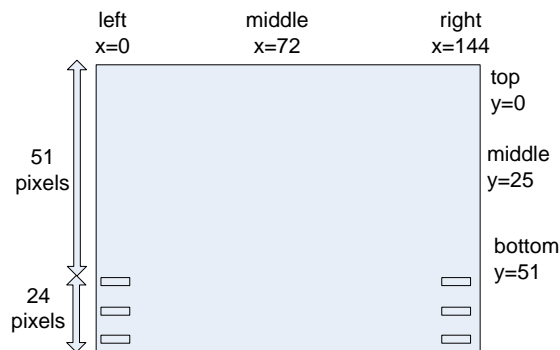 left
x=0
middle
x=72
right
x=144
top
y=0
51
pixels
middle
y=25
bottom
y=51
24
pixels